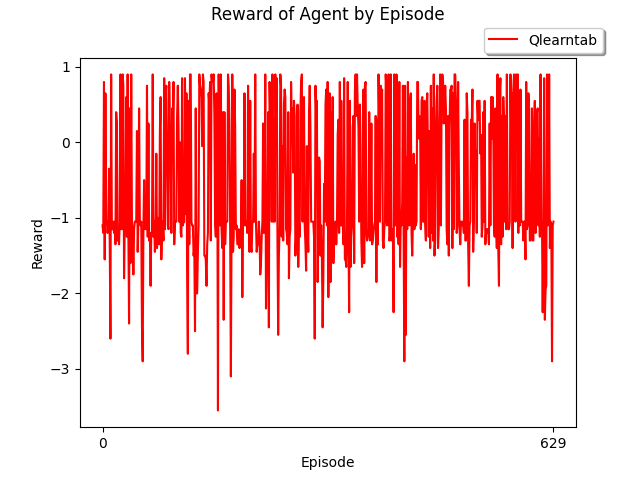 Reward of Agent by Episode
Qlearntab
1
0
−1
−2
−3
Reward
0
629
Episode